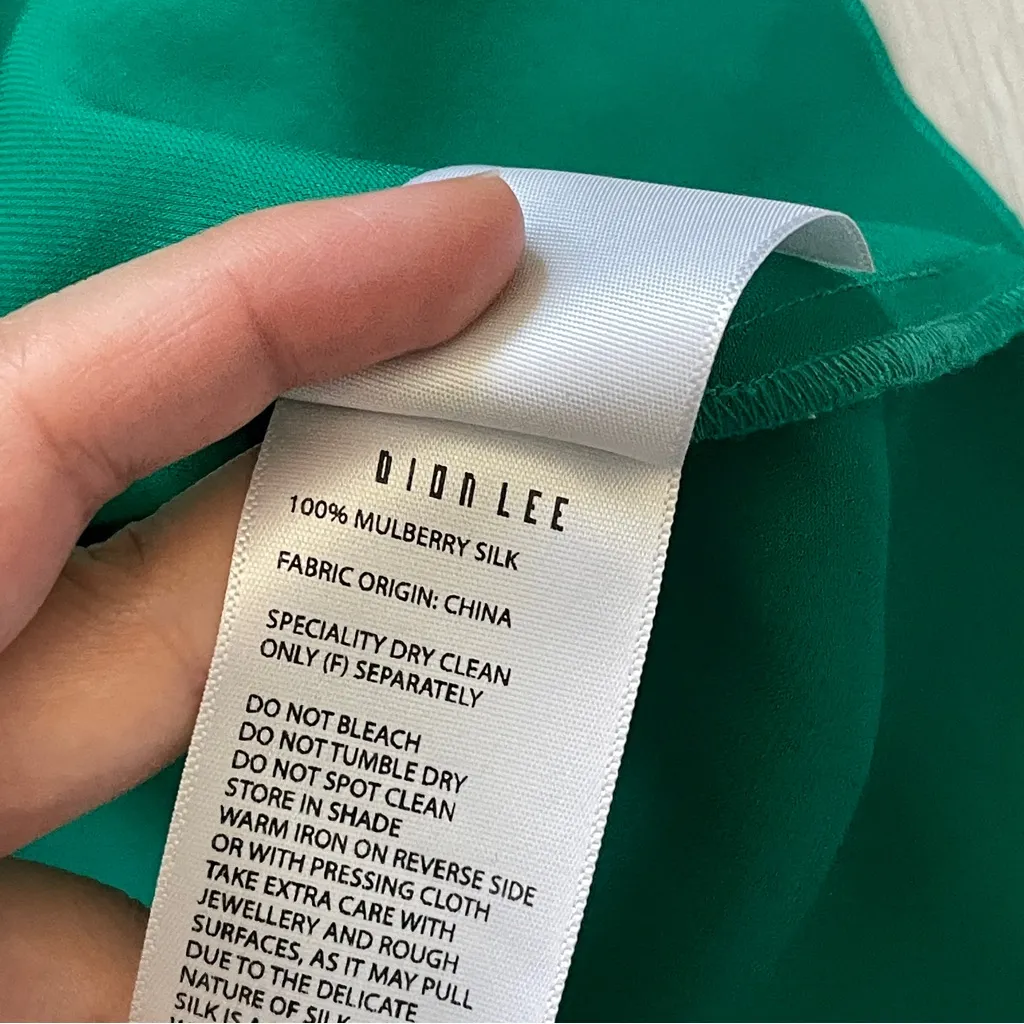 DION LEE
100% MULBERRY SILK
FABRIC ORIGIN: CHINA
SPECIALITY DRY CLEAN
ONLY (F) SEPARATELY
DO NOT BLEACH
DO NOT TUMBLE DRY
DO NOT SPOT CLEAN
STORE IN SHADE
WARM IRON ON REVERSE SIDE
OR WITH PRESSING CLOTH
TAKE EXTRA CARE WITH
JEWELLERY AND ROUGH
SURFACES, AS IT MAY PULL
DUE TO THE DELICATE
NATURE OF SILK
SILK IS